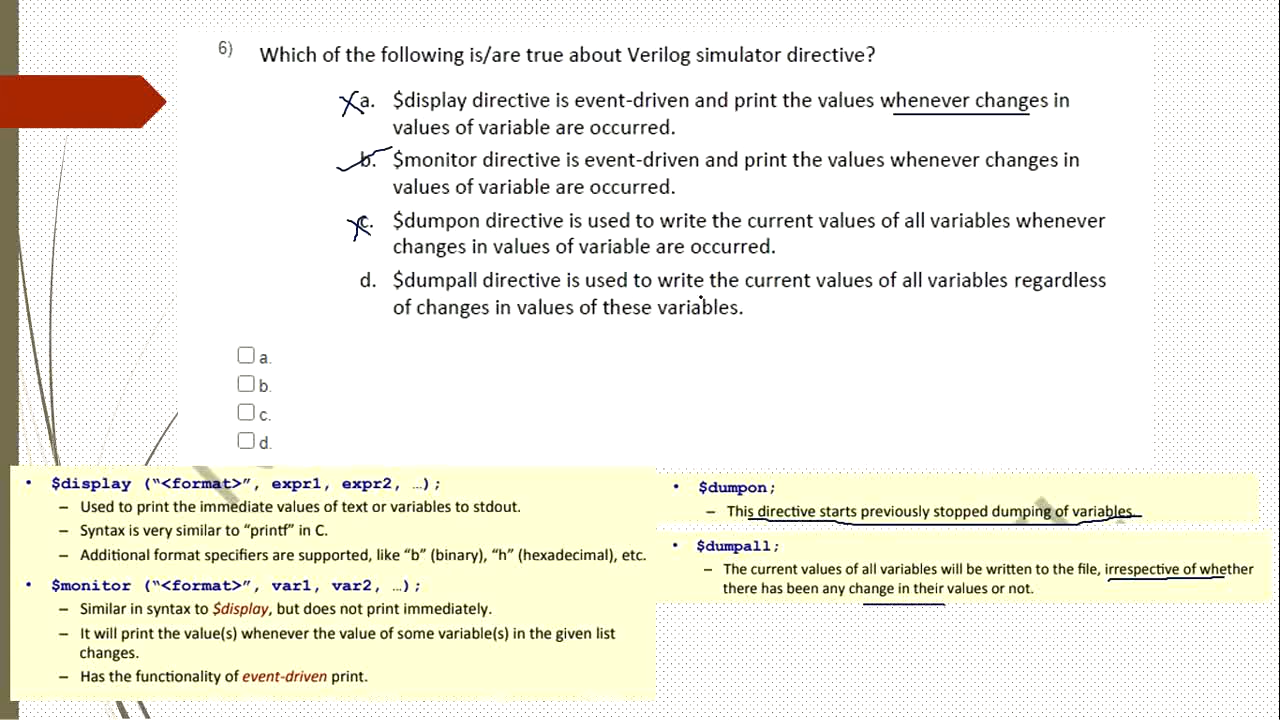 6)
Which of the following is/are true about Verilog simulator directive?
a. $display directive is event-driven and print the values whenever changes in
values of variable are occurred.
b. $monitor directive is event-driven and print the values whenever changes in
values of variable are occurred.
c. $dumpon directive is used to write the current values of all variables whenever
changes in values of variable are occurred.
d. $dumpall directive is used to write the current values of all variables regardless
of changes in values of these variables.
a.
b.
c.
d.
• $display (“<format>”, expr1, expr2, …);
– Used to print the immediate values of text or variables to stdout.
– Syntax is very similar to “printf” in C.
– Additional format specifiers are supported, like “b” (binary), “h” (hexadecimal), etc.
• $monitor (“<format>”, var1, var2, …);
– Similar in syntax to $display, but does not print immediately.
– It will print the value(s) whenever the value of some variable(s) in the given list
changes.
– Has the functionality of event-driven print.
• $dumpon;
– This directive starts previously stopped dumping of variables.
• $dumpall;
– The current values of all variables will be written to the file, irrespective of whether
there has been any change in their values or not.